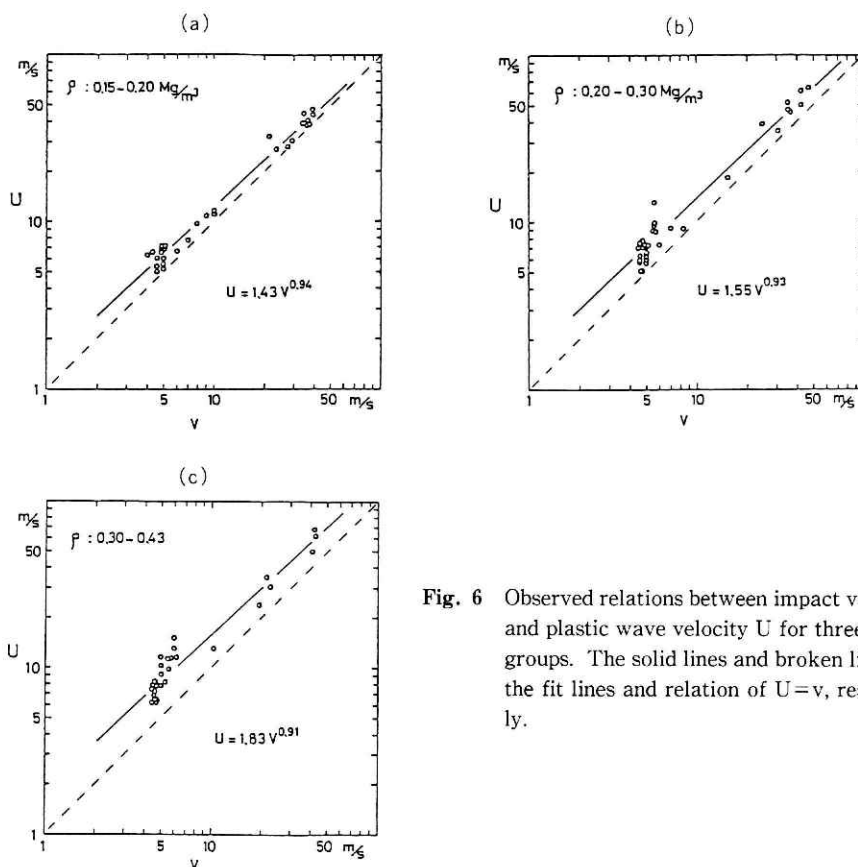 (a)
m/s
50
10
5
1
U
ρ : 0.15-0.20 Mg/m³
U = 1.43 V^0.94
1
5
10
50 m/s
V
(b)
m/s
50
10
5
1
U
ρ : 0.20-0.30 Mg/m³
U = 1.55 V^0.93
1
5
10
50 m/s
V
(c)
m/s
50
10
5
1
U
ρ : 0.30-0.43
U = 1.83 V^0.91
1
5
10
50 m/s
V
Fig. 6 Observed relations between impact v
and plastic wave velocity U for three
groups. The solid lines and broken li
the fit lines and relation of U=v, re
ly.